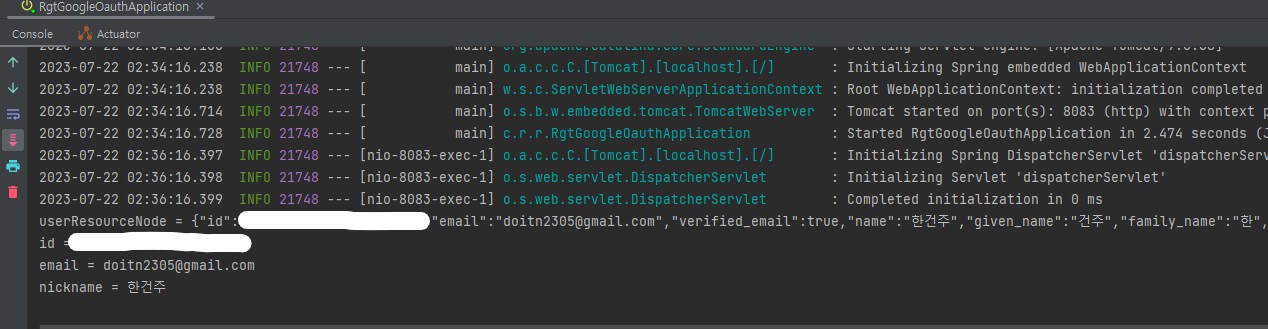 RgtGoogleOauthApplication ×
Console Actuator
2023-07-22 02:34:16.238 INFO 21748 --- [ main] o.a.c.c.C.[Tomcat].[localhost].[/] : Initializing Spring embedded WebApplicationContext
2023-07-22 02:34:16.238 INFO 21748 --- [ main] w.s.c.ServletWebServerApplicationContext : Root WebApplicationContext: initialization completed
2023-07-22 02:34:16.714 INFO 21748 --- [ main] o.s.b.w.embedded.tomcat.TomcatWebServer : Tomcat started on port(s): 8083 (http) with context p
2023-07-22 02:34:16.728 INFO 21748 --- [ main] c.r.r.RgtGoogleOauthApplication : Started RgtGoogleOauthApplication in 2.474 seconds (J
2023-07-22 02:36:16.397 INFO 21748 --- [nio-8083-exec-1] o.a.c.c.C.[Tomcat].[localhost].[/] : Initializing Spring DispatcherServlet 'dispatcherServ
2023-07-22 02:36:16.398 INFO 21748 --- [nio-8083-exec-1] o.s.web.servlet.DispatcherServlet : Initializing Servlet 'dispatcherServlet'
2023-07-22 02:36:16.399 INFO 21748 --- [nio-8083-exec-1] o.s.web.servlet.DispatcherServlet : Completed initialization in 0 ms
userResourceNode = {"id": "email":"doitn2305@gmail.com","verified_email":true,"name":"한건주","given_name":"건주","family_name":"한",
id =
email = doitn2305@gmail.com
nickname = 한건주